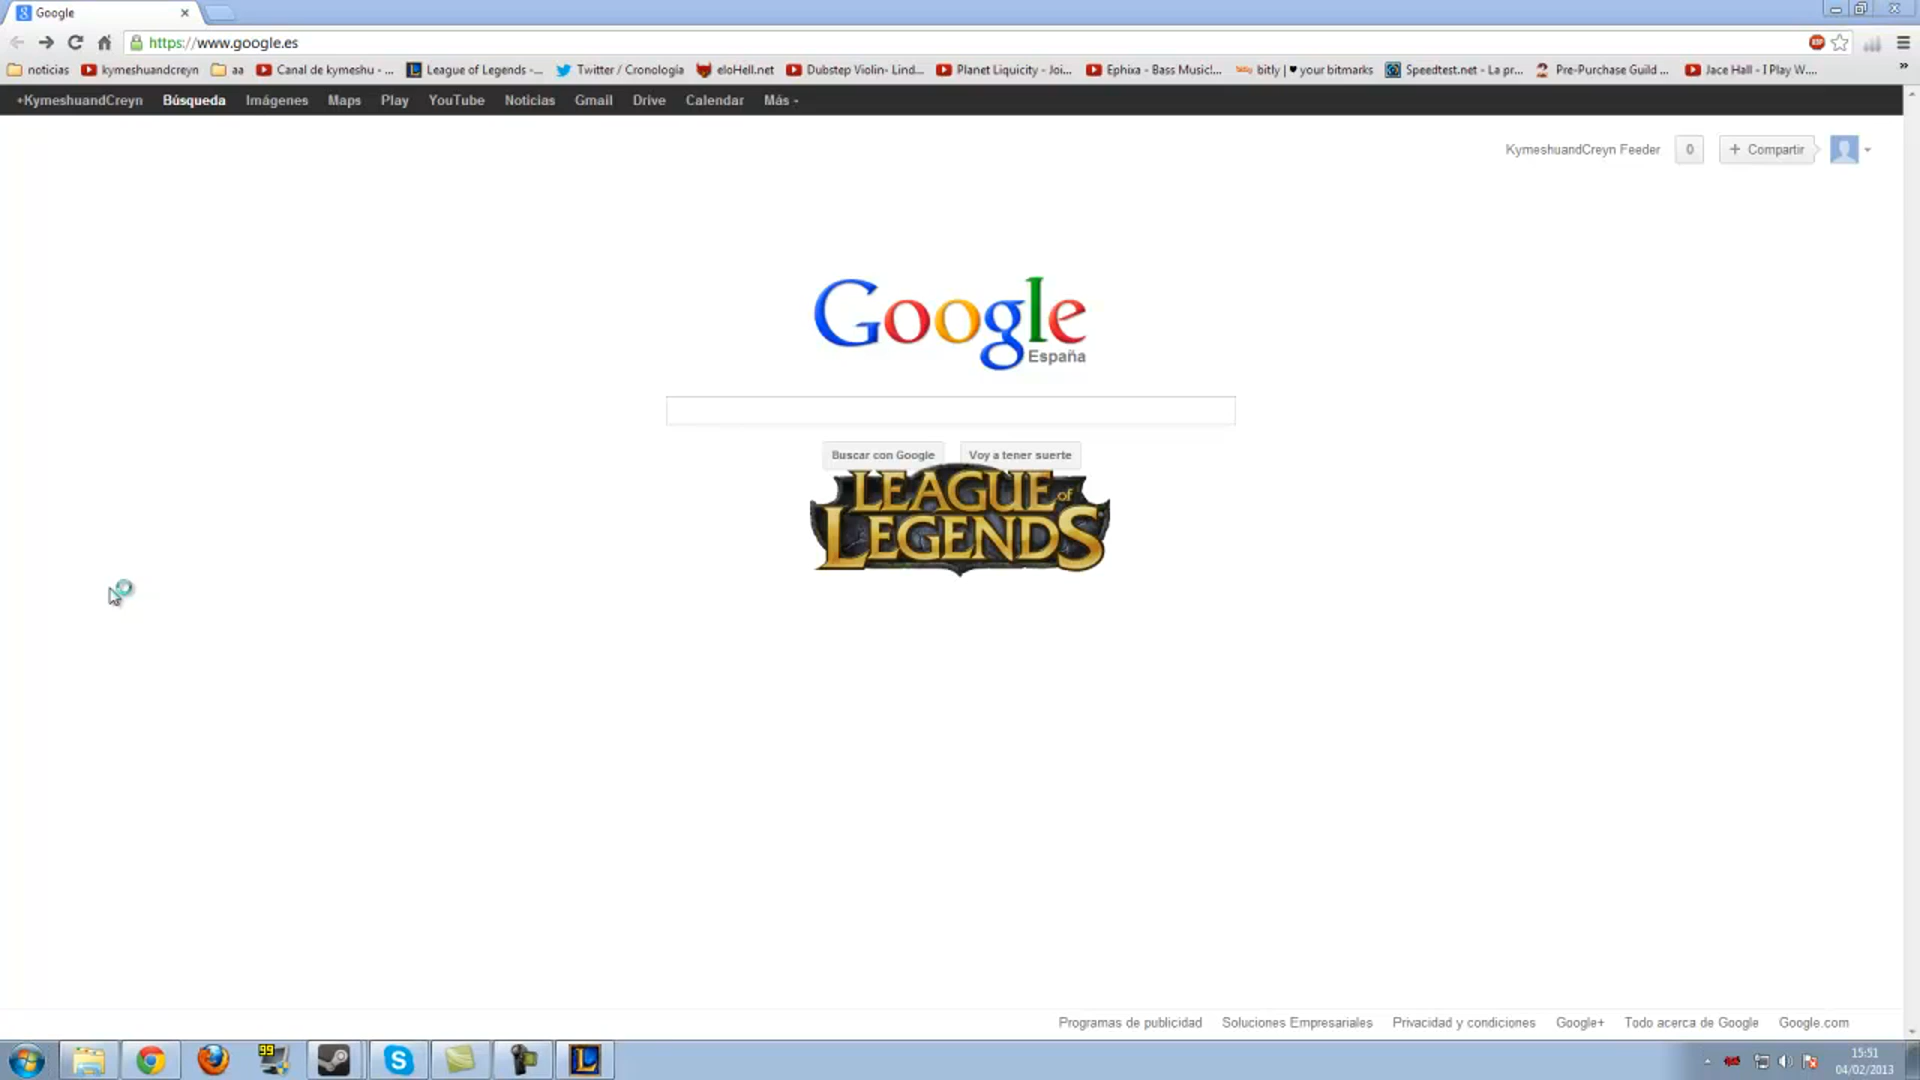 Google
https://www.google.es
noticias kymeshuandcreyn aa Canal de kymeshu - ... League of Legends -... Twitter / Cronología eloHell.net Dubstep Violin- Lind... Planet Liquicity - Joi... Ephixa - Bass Music!... bitly | ♥ your bitmarks Speedtest.net - La pr... Pre-Purchase Guild ... Jace Hall - I Play W.... »
+KymeshuandCreyn Búsqueda Imágenes Maps Play YouTube Noticias Gmail Drive Calendar Más
KymeshuandCreyn Feeder 0 + Compartir
Google
España
Buscar con Google Voy a tener suerte
LEAGUE of
LEGENDS
Programas de publicidad Soluciones Empresariales Privacidad y condiciones Google+ Todo acerca de Google Google.com
99
15:51
04/02/2013